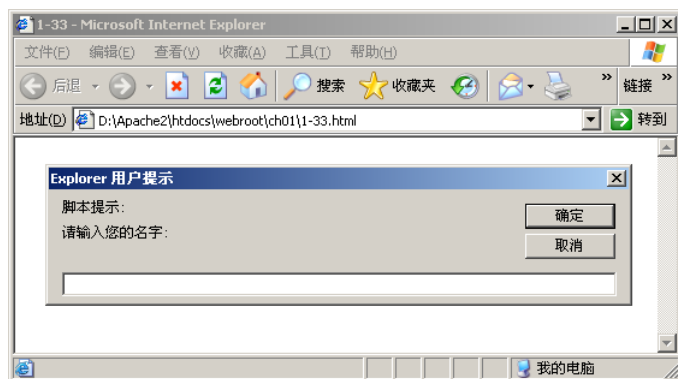 1-33 - Microsoft Internet Explorer
文件(F) 编辑(E) 查看(V) 收藏(A) 工具(T) 帮助(H)
后退 搜索 收藏夹 » 链接 »
地址(D) D:\Apache2\htdocs\webroot\ch01\1-33.html 转到
Explorer 用户提示
脚本提示:
确定
请输入您的名字:
取消
我的电脑